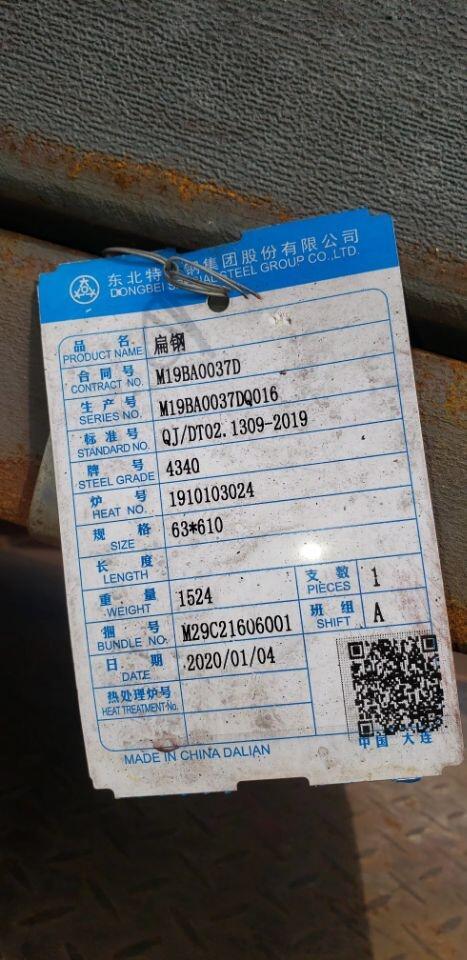 东北特 钢集团股份有限公司
DONGBEI S AL STEEL GROUP CO.,LTD.
品 名 扁钢
PRODUCT NAME
合 同 号 M19BA0037D
CONTRACT NO.
生 产 号 M19BA0037DQ016
SERIES NO.
标 准 号 QJ/DT02.1309-2019
STANDARD NO.
牌 号 4340
STEEL GRADE
炉 号 1910103024
HEAT NO.
规 格 63*610
SIZE
长 度
LENGTH
重 量 1524 支 数 1
WEIGHT PIECES
捆 号 M29C21606001 班 组 A
BUNDLE NO. SHIFT
日 期 2020/01/04
DATE
热处理炉号
HEAT TREATMENT No.
中国 大连
MADE IN CHINA DALIAN